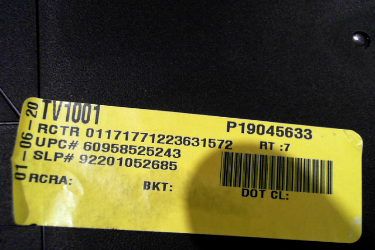 01-06-20
TV1001
P19045633
RCTR 01171771223631572 RT :7
UPC# 60958525243
SLP# 92201052685
RCRA: BKT: DOT CL: